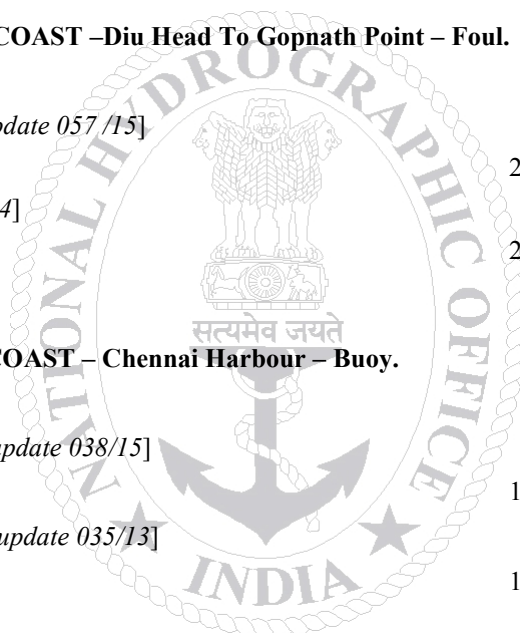 COAST –Diu Head To Gopnath Point – Foul.
date 057 /15]
2
4]
2
NATIONAL HYDROGRAPHIC OFFICE
सत्यमेव जयते
COAST – Chennai Harbour – Buoy.
update 038/15]
1
update 035/13]
1
INDIA